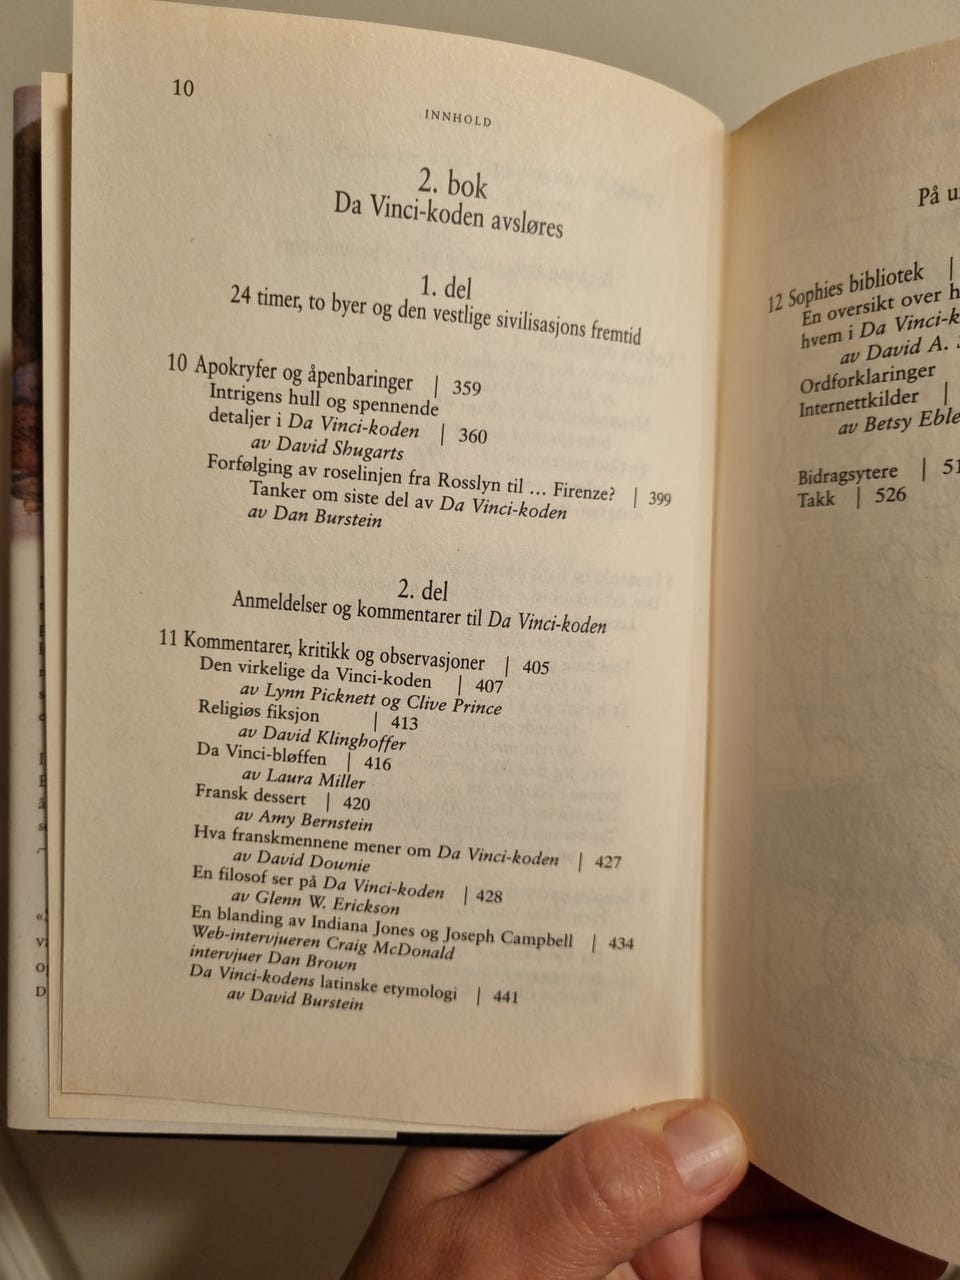 10
INNHOLD
2. bok
Da Vinci-koden avsløres
1. del
24 timer, to byer og den vestlige sivilisasjons fremtid
10 Apokryfer og åpenbaringer | 359
Intrigens hull og spennende
detaljer i Da Vinci-koden | 360
av David Shugarts
Forfølging av roselinjen fra Rosslyn til ... Firenze? | 399
Tanker om siste del av Da Vinci-koden
av Dan Burstein
2. del
Anmeldelser og kommentarer til Da Vinci-koden
11 Kommentarer, kritikk og observasjoner | 405
Den virkelige da Vinci-koden | 407
av Lynn Picknett og Clive Prince
Religiøs fiksjon | 413
av David Klinghoffer
Da Vinci-bløffen | 416
av Laura Miller
Fransk dessert | 420
av Amy Bernstein
Hva franskmennene mener om Da Vinci-koden | 427
av David Downie
En filosof ser på Da Vinci-koden | 428
av Glenn W. Erickson
En blanding av Indiana Jones og Joseph Campbell | 434
Web-intervjueren Craig McDonald
intervjuer Dan Brown
Da Vinci-kodens latinske etymologi | 441
av David Burstein
På u
12 Sophies bibliotek |
En oversikt over h
hvem i Da Vinci-k
av David A.
Ordforklaringer
Internettkilder |
av Betsy Eble
Bidragsytere | 51
Takk | 526